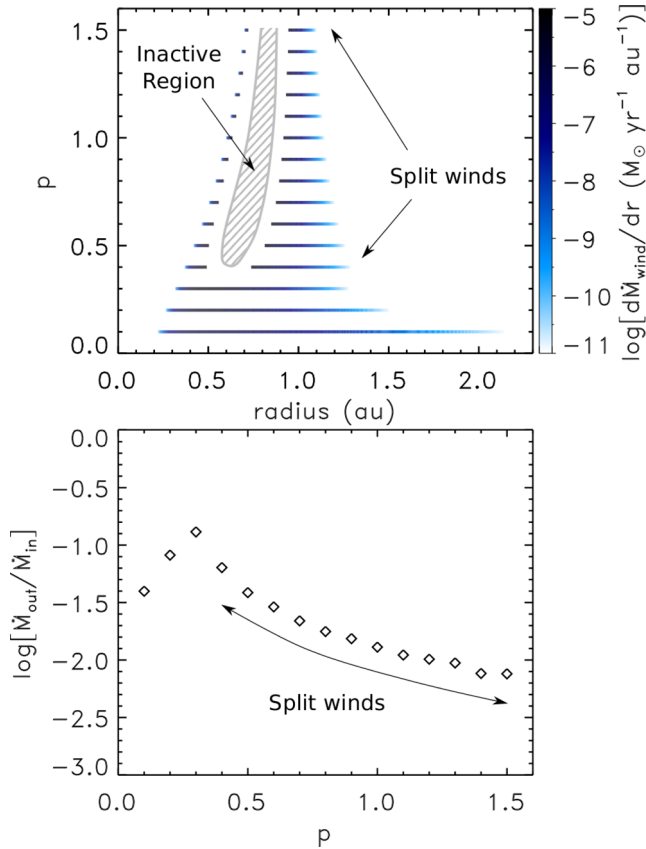 1.5
1.0
0.5
0.0
p
Inactive
Region
Split winds
0.0 0.5 1.0 1.5 2.0
radius (au)
−5
−6
−7
−8
−9
−10
−11
log[dṀwind/dr (M⊙ yr⁻¹ au⁻¹)]
0.0
−0.5
−1.0
−1.5
−2.0
−2.5
−3.0
log[Ṁout/Ṁin]
Split winds
0.0 0.5 1.0 1.5
p